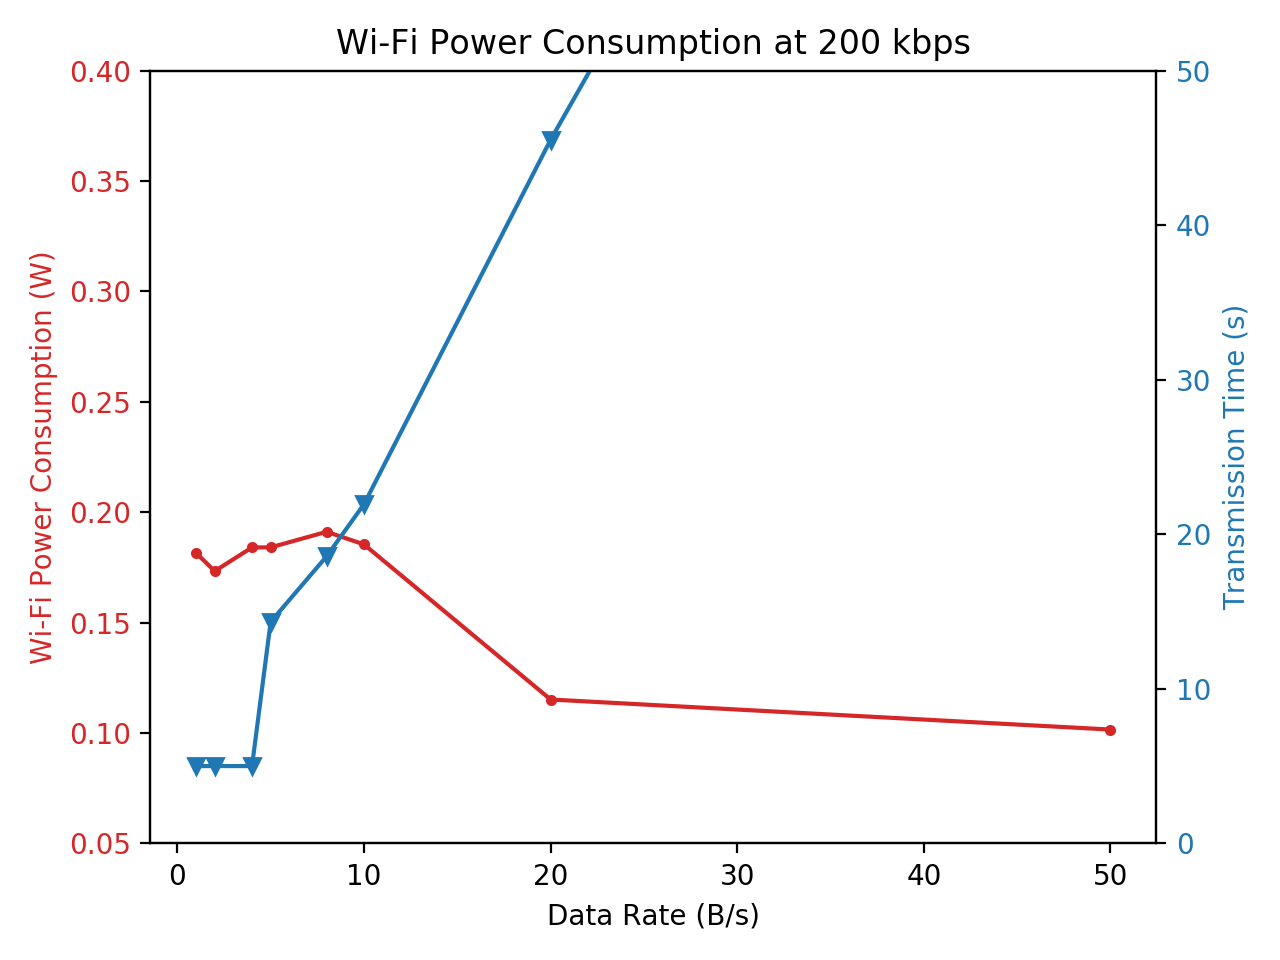 Wi-Fi Power Consumption at 200 kbps
0.40
0.35
0.30
0.25
0.20
0.15
0.10
0.05
Wi-Fi Power Consumption (W)
50
40
30
20
10
0
Transmission Time (s)
0 10 20 30 40 50
Data Rate (B/s)